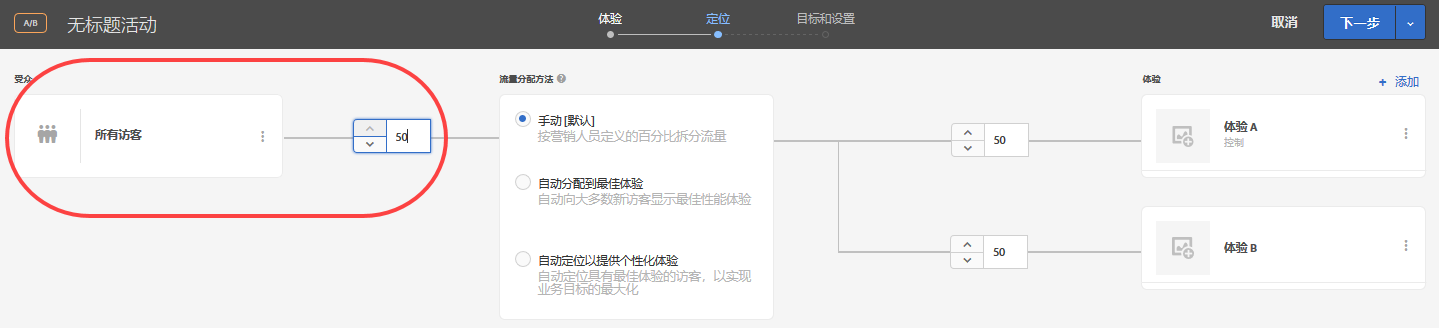 A/B
无标题活动
体验
定位
目标和设置
取消
下一步
受众
所有访客
50
流量分配方法
手动 [默认]
按营销人员定义的百分比拆分流量
自动分配到最佳体验
自动向大多数新访客显示最佳性能体验
自动定位以提供个性化体验
自动定位具有最佳体验的访客，以实现
业务目标的最大化
50
50
体验
+ 添加
体验 A
控制
体验 B